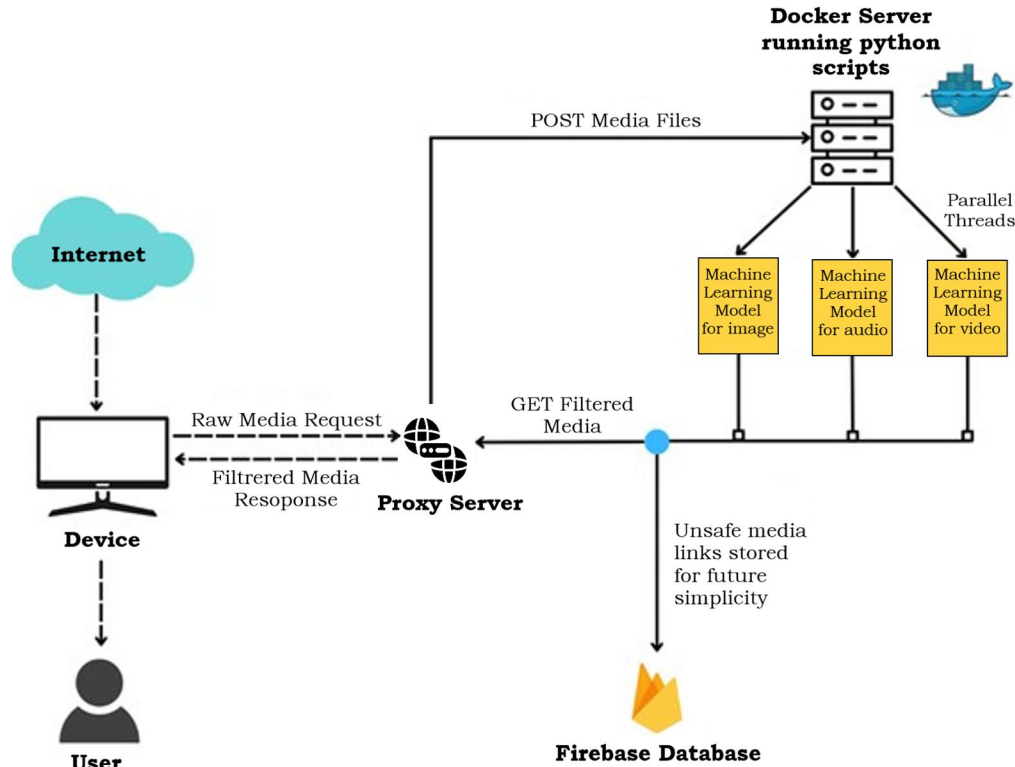 Docker Server
running python
scripts
POST Media Files
Parallel
Threads
Internet
Machine
Learning
Model
for image
Machine
Learning
Model
for audio
Machine
Learning
Model
for video
Raw Media Request
GET Filtered
Media
Filtrered Media
Resoponse
Proxy Server
Device
Unsafe media
links stored
for future
simplicity
User
Firebase Database